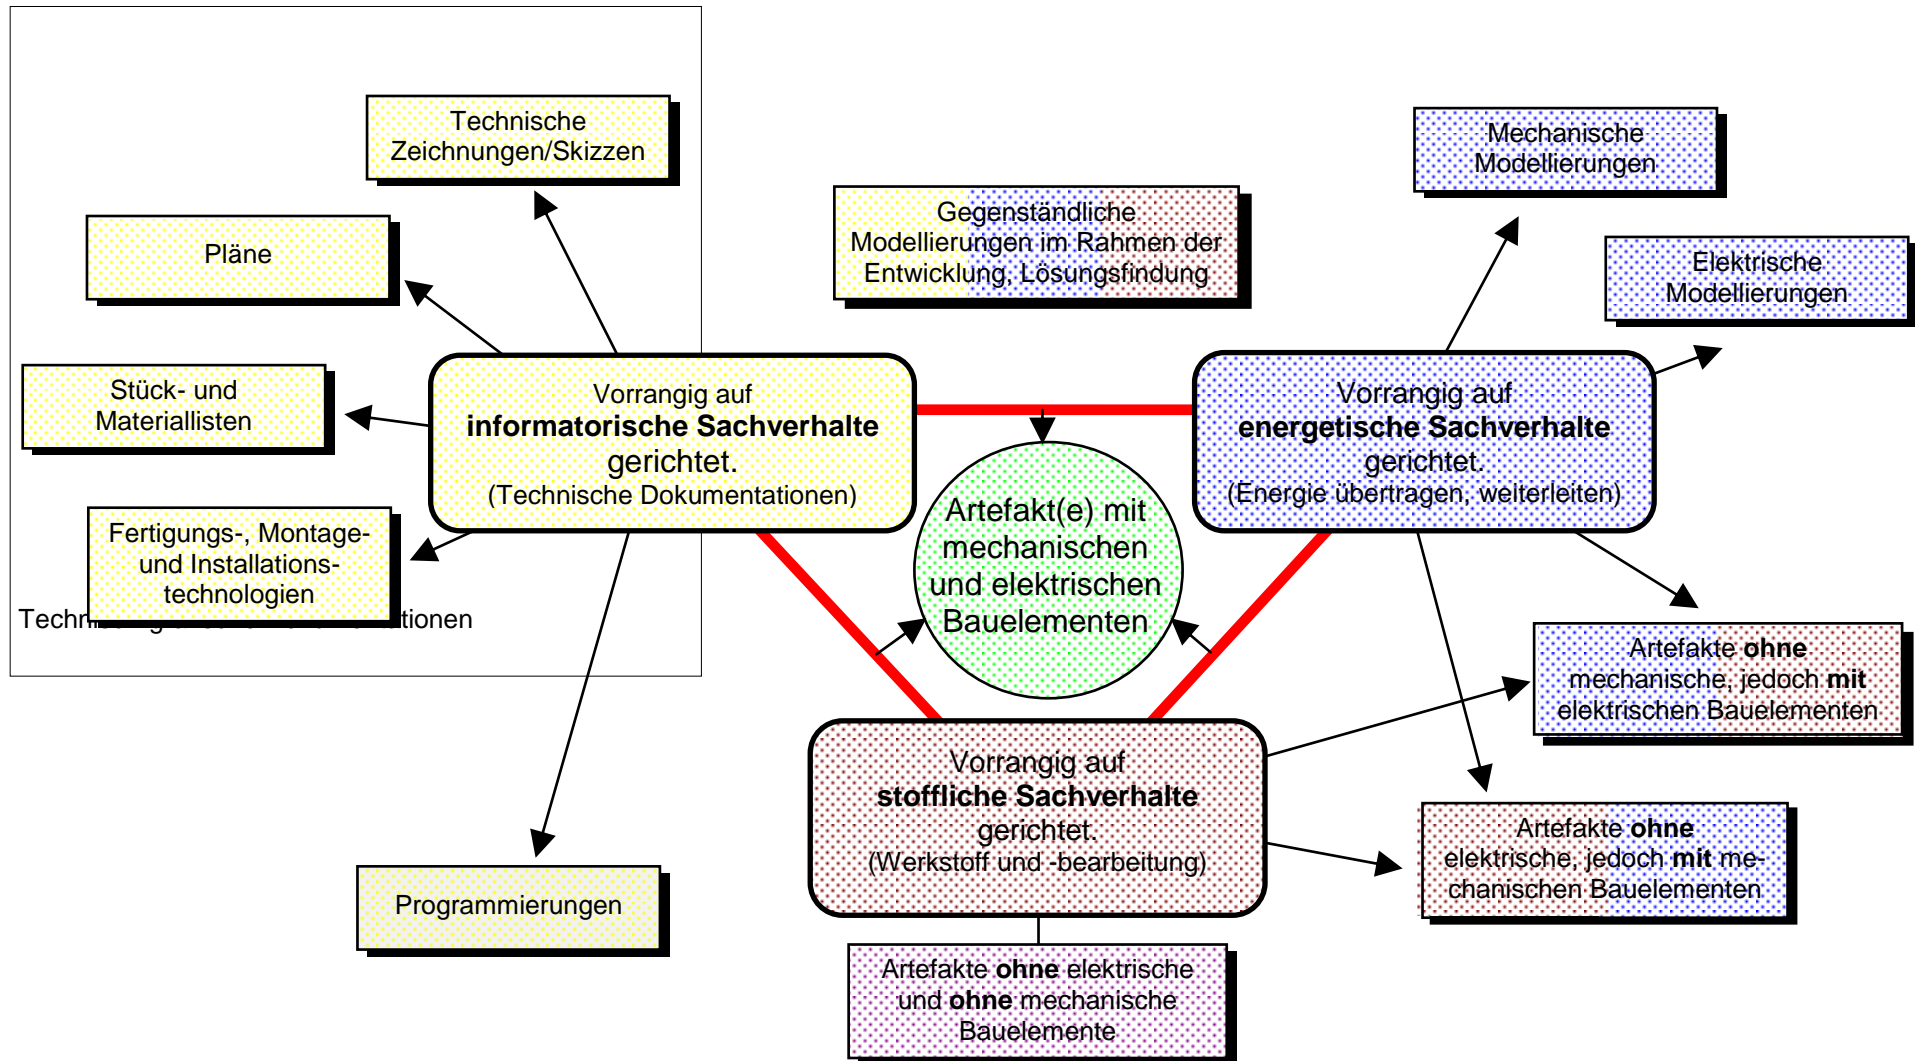 Technische
Zeichnungen/Skizzen
Mechanische
Modellierungen
Gegenständliche
Modellierungen im Rahmen der
Entwicklung, Lösungsfindung
Pläne
Elektrische
Modellierungen
Stück- und
Materiallisten
Vorrangig auf
informatorische Sachverhalte
gerichtet.
(Technische Dokumentationen)
Vorrangig auf
energetische Sachverhalte
gerichtet.
(Energie übertragen, weiterleiten)
Artefakt(e) mit
mechanischen
und elektrischen
Bauelementen
Fertigungs-, Montage-
und Installations-
technologien
Artefakte ohne
mechanische, jedoch mit
elektrischen Bauelementen
Vorrangig auf
stoffliche Sachverhalte
gerichtet.
(Werkstoff und -bearbeitung)
Artefakte ohne
elektrische, jedoch mit me-
chanischen Bauelementen
Programmierungen
Artefakte ohne elektrische
und ohne mechanische
Bauelemente